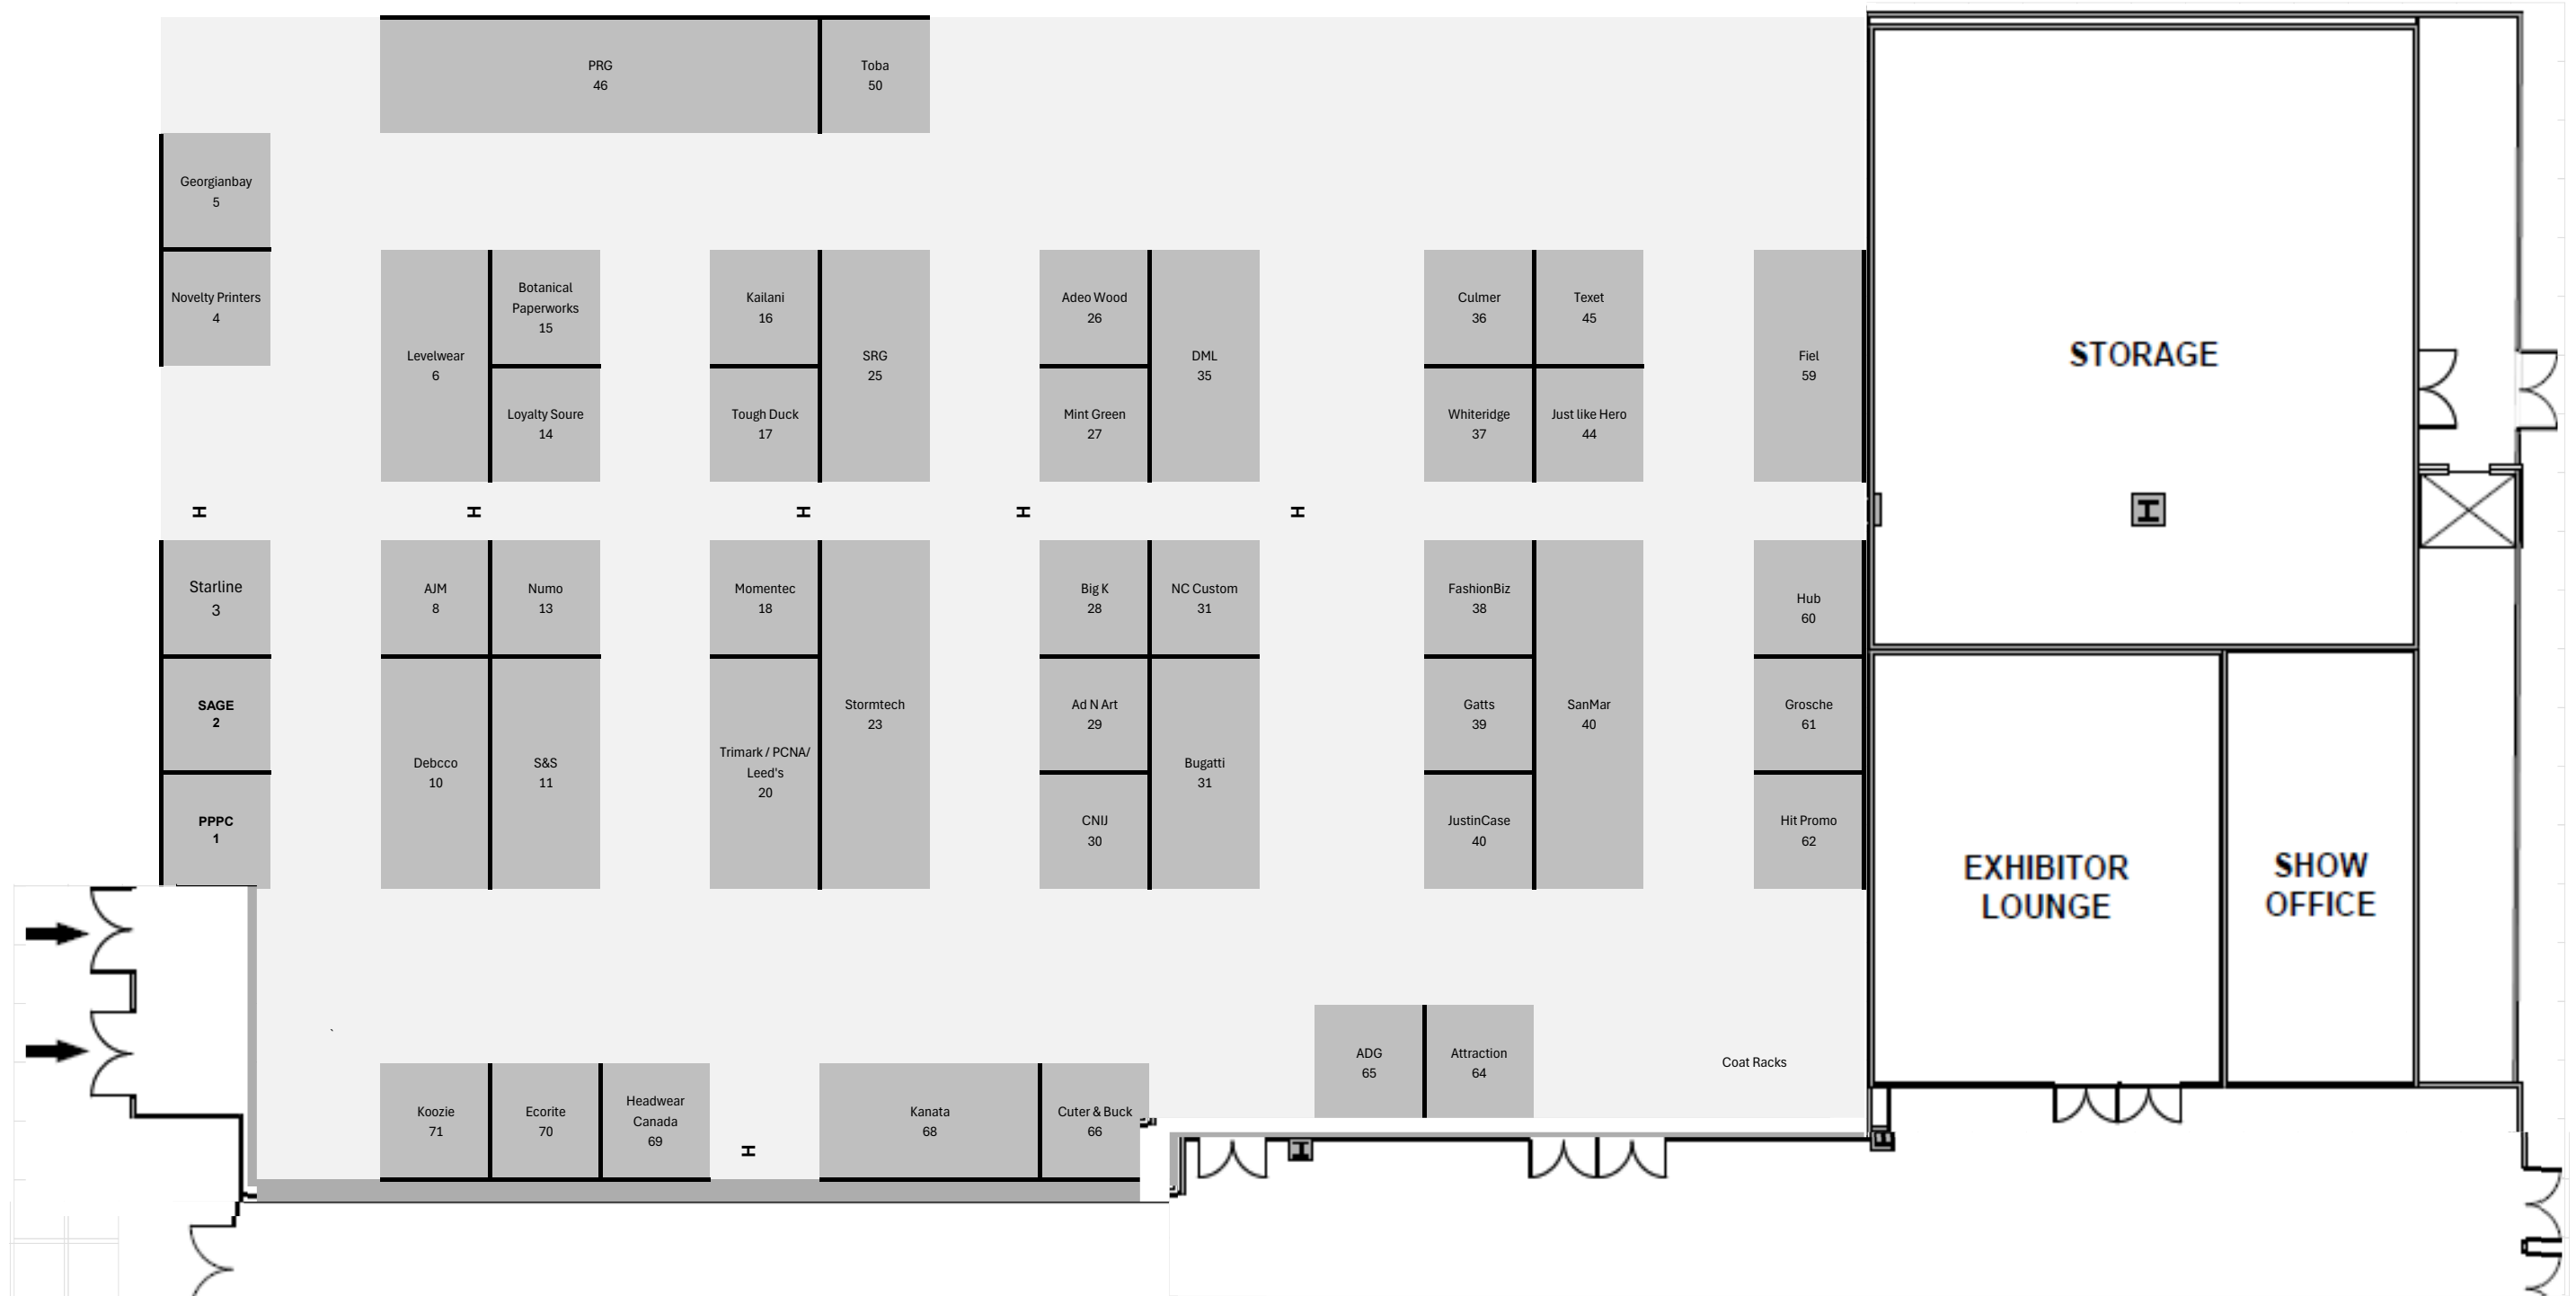 PRG
46
Toba
50
Georgianbay
5
Novelty Printers
4
Levelwear
6
Botanical
Paperworks
15
Loyalty Soure
14
Kailani
16
Tough Duck
17
SRG
25
Adeo Wood
26
Mint Green
27
DML
35
Culmer
36
Texet
45
Whiteridge
37
Just like Hero
44
Fiel
59
STORAGE
H
H
H
H
H
H
Starline
3
SAGE
2
PPPC
1
AJM
8
Numo
13
Debcco
10
S&S
11
Momentec
18
Trimark / PCNA/
Leed's
20
Stormtech
23
Big K
28
NC Custom
31
Ad N Art
29
CNIJ
30
Bugatti
31
FashionBiz
38
Gatts
39
JustinCase
40
SanMar
40
Hub
60
Grosche
61
Hit Promo
62
EXHIBITOR
LOUNGE
SHOW
OFFICE
ADG
65
Attraction
64
Coat Racks
Koozie
71
Ecorite
70
Headwear
Canada
69
H
Kanata
68
Cuter & Buck
66
H